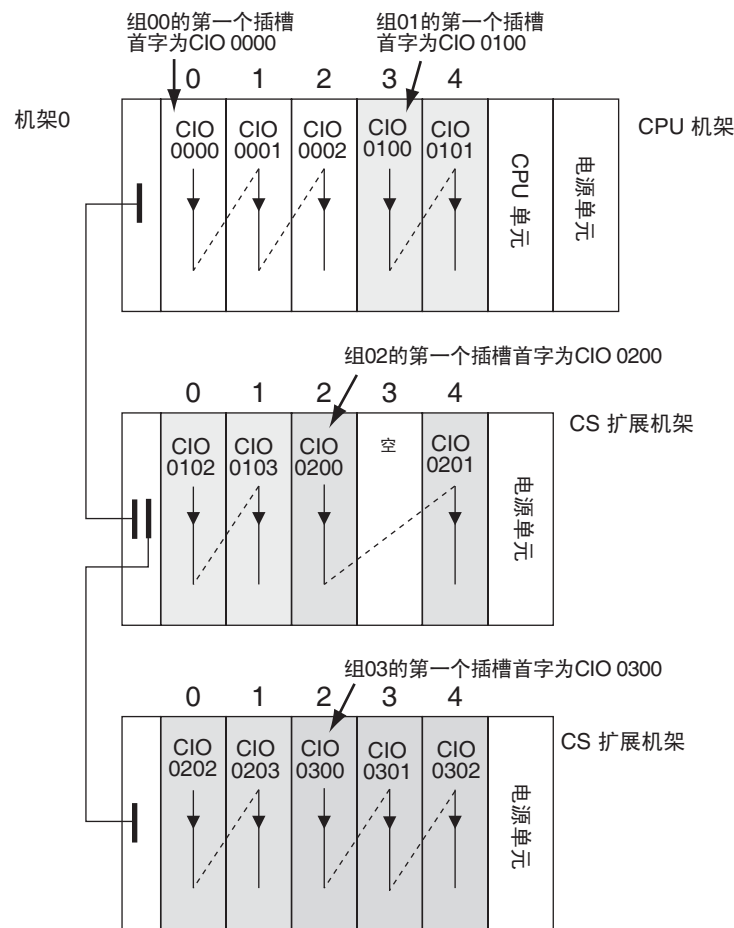 组00的第一个插槽
首字为CIO 0000
组01的第一个插槽
首字为CIO 0100
0 1 2 3 4
机架0
CIO
0000
CIO
0001
CIO
0002
CIO
0100
CIO
0101
CPU 单元
电源单元
CPU 机架
组02的第一个插槽首字为CIO 0200
0 1 2 3 4
CIO
0102
CIO
0103
CIO
0200
空
CIO
0201
电源单元
CS 扩展机架
组03的第一个插槽首字为CIO 0300
0 1 2 3 4
CIO
0202
CIO
0203
CIO
0300
CIO
0301
CIO
0302
电源单元
CS 扩展机架